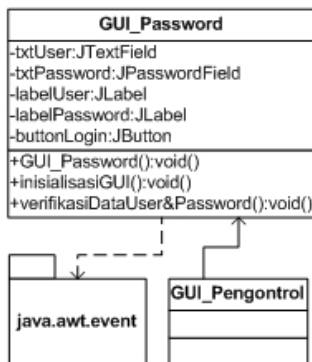 GUI_Password
-txtUser:JTextField
-txtPassword:JPasswordField
-labelUser:JLabel
-labelPassword:JLabel
-buttonLogin:JButton
+GUI_Password():void()
+inisialisasiGUI():void()
+verifikasiDataUser&Password():void()
java.awt.event
GUI_Pengontrol